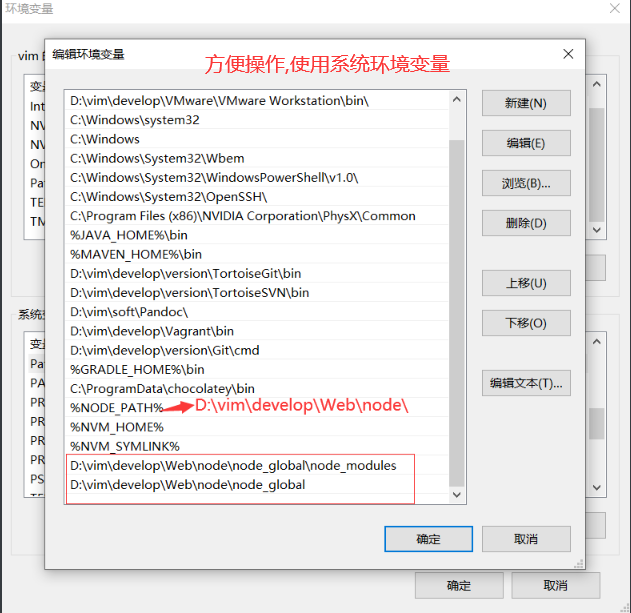 环境变量
编辑环境变量
方便操作,使用系统环境变量
vim
D:\vim\develop\VMware\VMware Workstation\bin\
C:\Windows\system32
C:\Windows
C:\Windows\System32\Wbem
C:\Windows\System32\WindowsPowerShell\v1.0\
C:\Windows\System32\OpenSSH\
C:\Program Files (x86)\NVIDIA Corporation\PhysX\Common
%JAVA_HOME%\bin
%MAVEN_HOME%\bin
D:\vim\develop\version\TortoiseGit\bin
D:\vim\develop\version\TortoiseSVN\bin
D:\vim\soft\Pandoc\
D:\vim\develop\Vagrant\bin
D:\vim\develop\version\Git\cmd
%GRADLE_HOME%\bin
C:\ProgramData\chocolatey\bin
%NODE_PATH% D:\vim\develop\Web\node\
%NVM_HOME%
%NVM_SYMLINK%
D:\vim\develop\Web\node\node_global\node_modules
D:\vim\develop\Web\node\node_global
新建(N)
编辑(E)
浏览(B)...
删除(D)
上移(U)
下移(O)
编辑文本(T)...
确定
取消
Int
NV
NV
On
Pat
TE
TM
系统
Pa
PA
PR
PR
PR
PR
PS
确定
取消